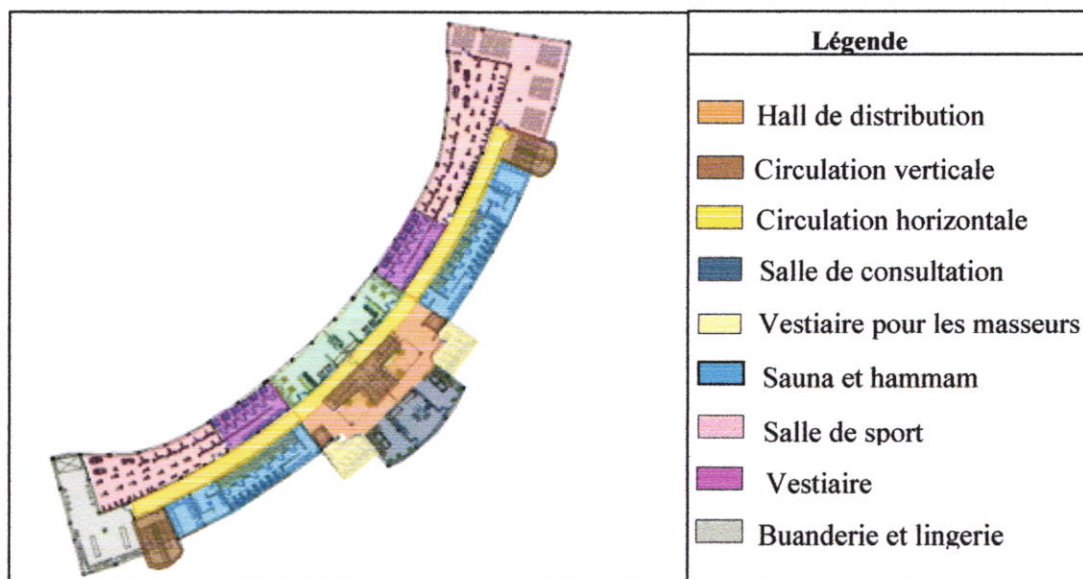 Légende
Hall de distribution
Circulation verticale
Circulation horizontale
Salle de consultation
Vestiaire pour les masseurs
Sauna et hammam
Salle de sport
Vestiaire
Buanderie et lingerie